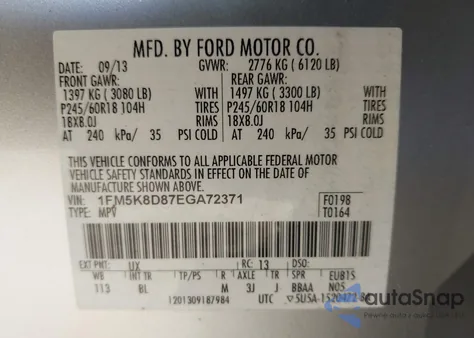 MFD. BY FORD MOTOR CO.
DATE: 09/13 GVWR: 2776 KG ( 6120 LB)
FRONT GAWR: REAR GAWR:
1397 KG ( 3080 LB) WITH 1497 KG ( 3300 LB) WITH
P245/60R18 104H TIRES P245/60R18 104H TIRES
18X8.0J RIMS 18X8.0J RIMS
AT 240 kPa/ 35 PSI COLD AT 240 kPa/ 35 PSI COLD
THIS VEHICLE CONFORMS TO ALL APPLICABLE FEDERAL MOTOR
VEHICLE SAFETY STANDARDS IN EFFECT ON THE DATE OF
MANUFACTURE SHOWN ABOVE.
VIN: 1FM5K8D87EGA72371 F0198
TYPE: MPV T0164
EXT PNT: UX RC: 13 DSO:
WB INT TR TP/PS R AXLE TR SPR EU815
113 BL M 3J J BBAA N05
1201309187984 UTC
autoSnap